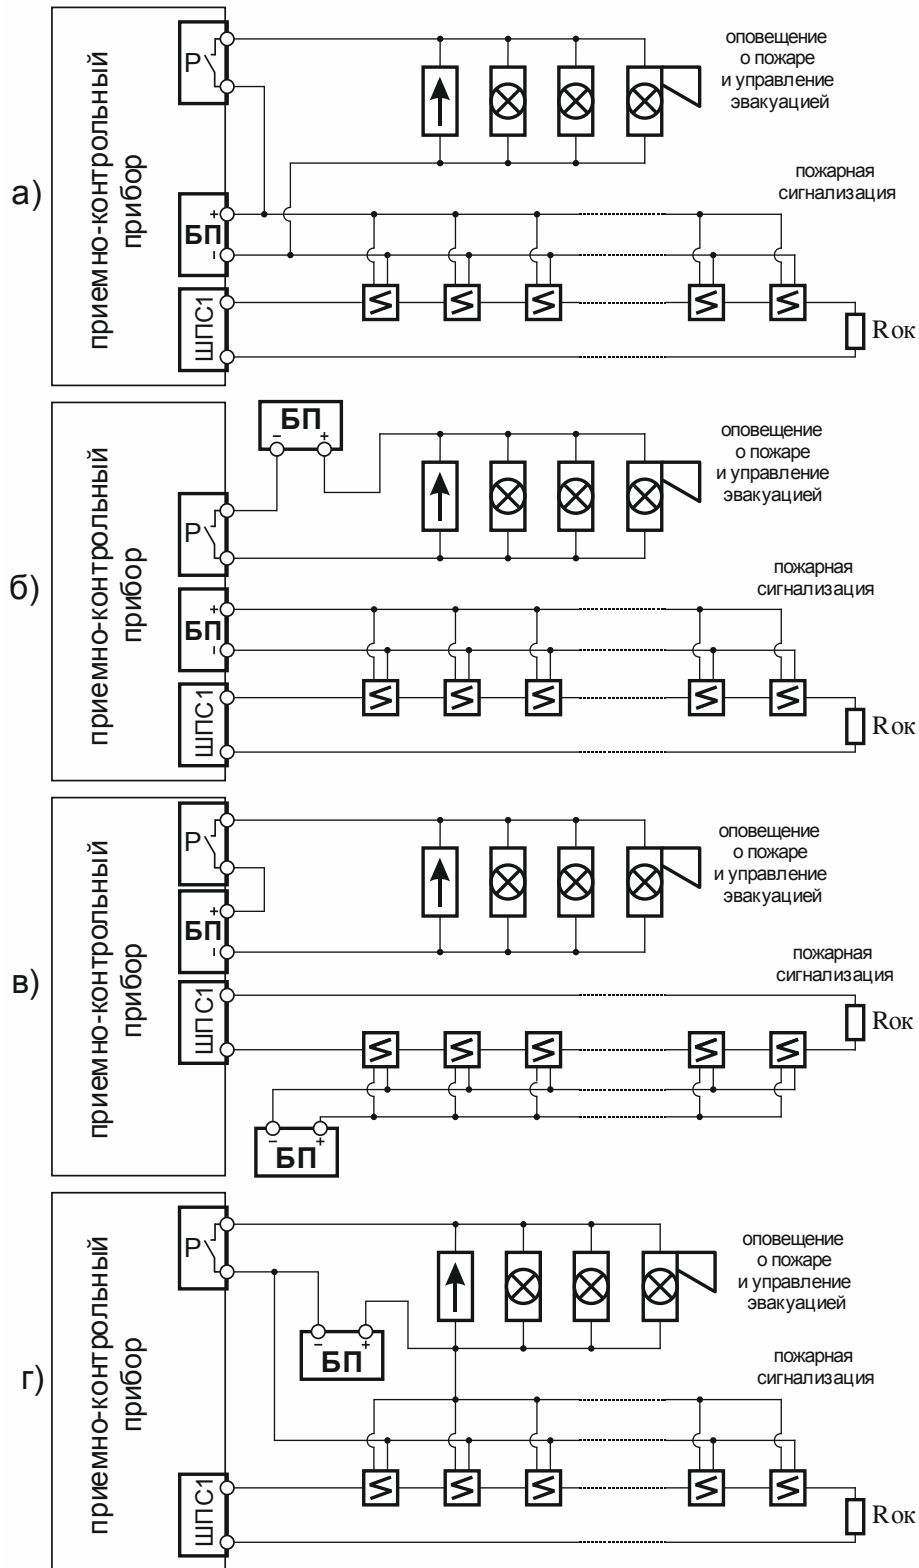 а)
приемно-контрольный
прибор
Р
+
БП
–
ШПС1
оповещение
о пожаре
и управление
эвакуацией
пожарная
сигнализация
Rок
б)
приемно-контрольный
прибор
БП
– +
Р
+
БП
–
ШПС1
оповещение
о пожаре
и управление
эвакуацией
пожарная
сигнализация
Rок
в)
приемно-контрольный
прибор
Р
+
БП
–
ШПС1
оповещение
о пожаре
и управление
эвакуацией
пожарная
сигнализация
Rок
– +
БП
г)
приемно-контрольный
прибор
Р
– +
БП
ШПС1
оповещение
о пожаре
и управление
эвакуацией
пожарная
сигнализация
Rок